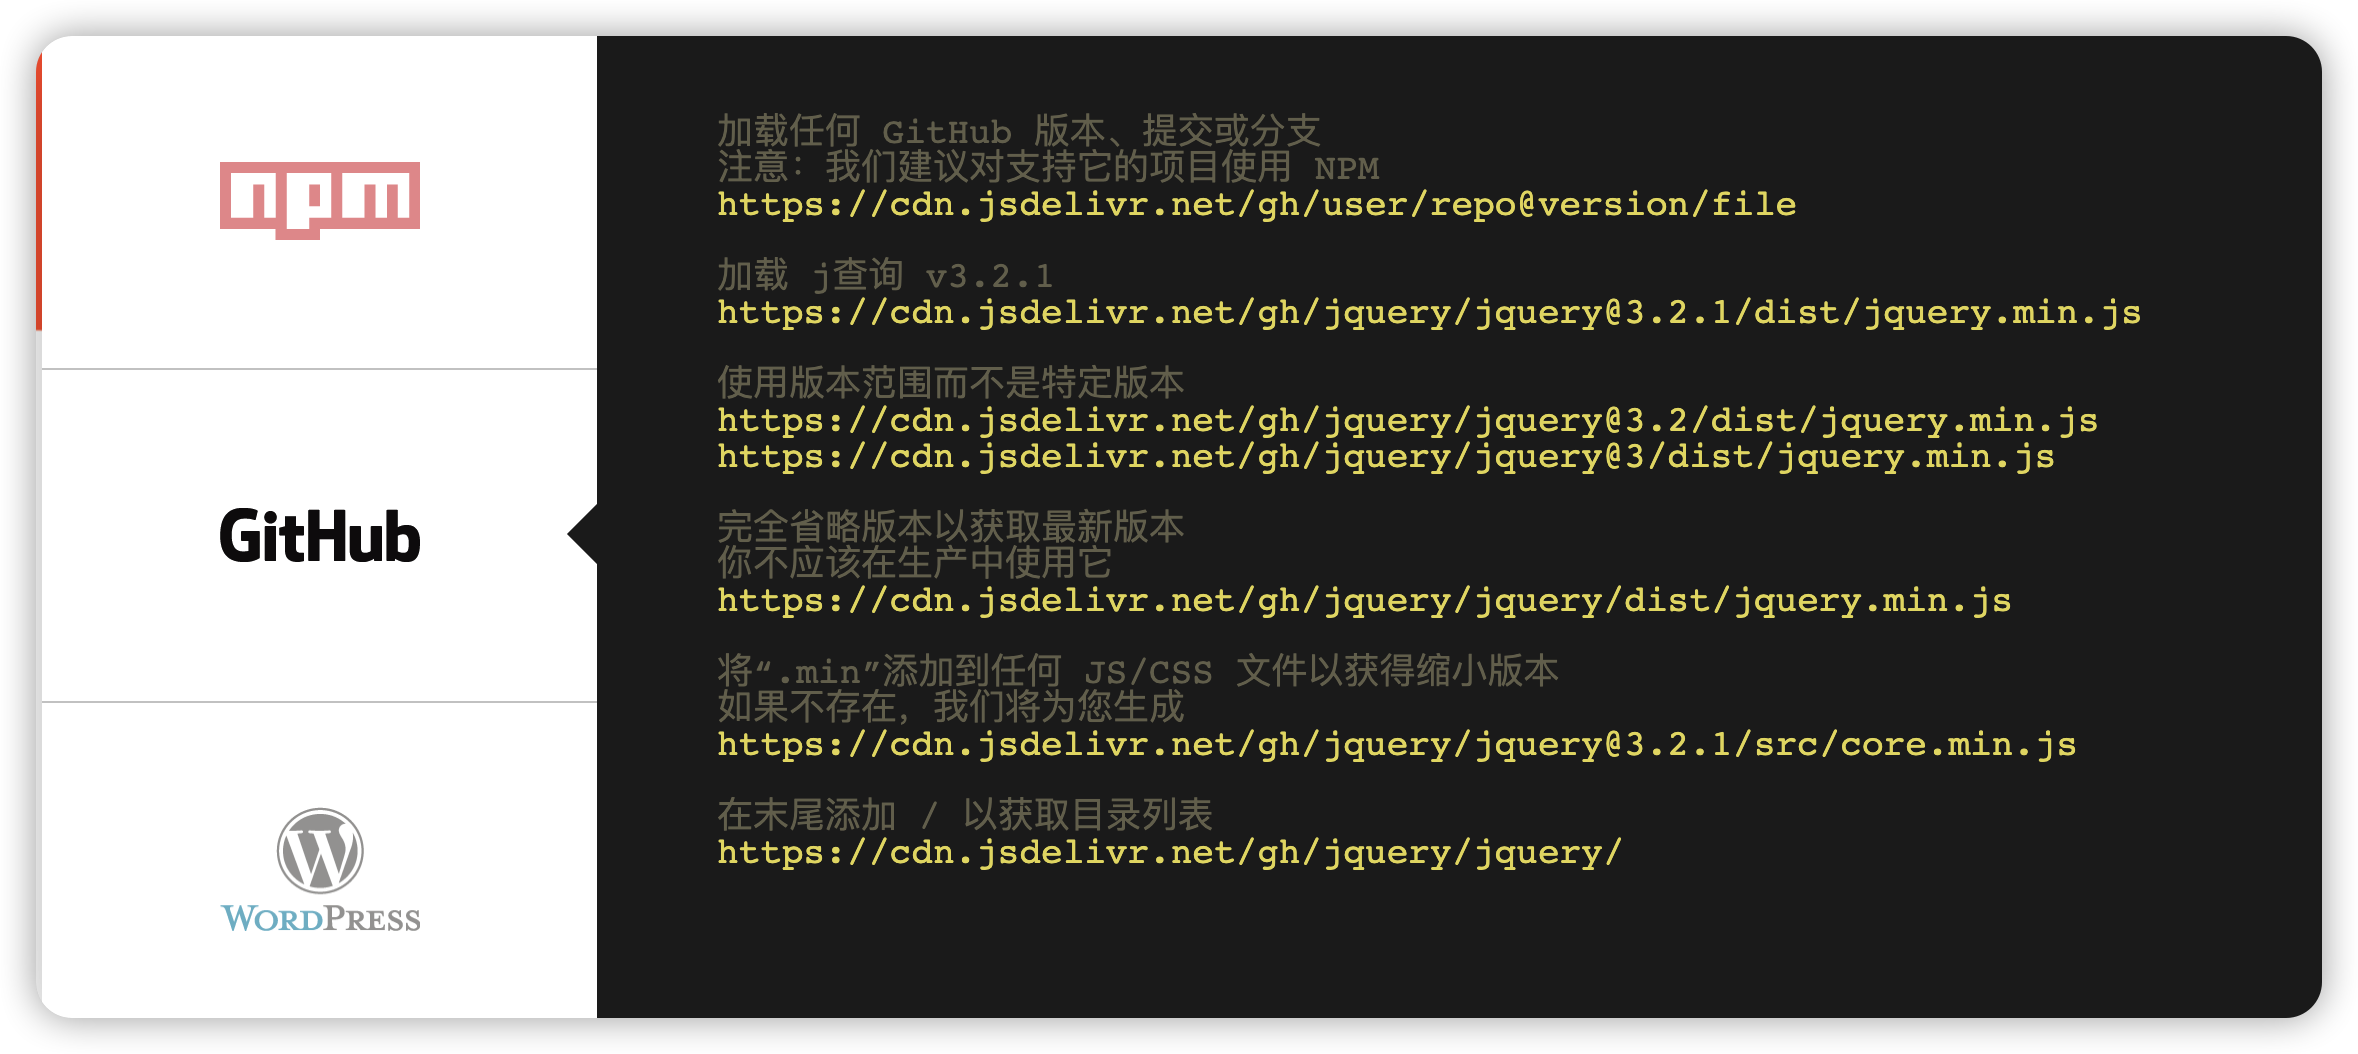 npm
GitHub
WORDPRESS
加载任何 GitHub 版本、提交或分支
注意：我们建议对支持它的项目使用 NPM
https://cdn.jsdelivr.net/gh/user/repo@version/file
加载 j查询 v3.2.1
https://cdn.jsdelivr.net/gh/jquery/jquery@3.2.1/dist/jquery.min.js
使用版本范围而不是特定版本
https://cdn.jsdelivr.net/gh/jquery/jquery@3.2/dist/jquery.min.js
https://cdn.jsdelivr.net/gh/jquery/jquery@3/dist/jquery.min.js
完全省略版本以获取最新版本
你不应该在生产中使用它
https://cdn.jsdelivr.net/gh/jquery/jquery/dist/jquery.min.js
将“.min”添加到任何 JS/CSS 文件以获得缩小版本
如果不存在，我们将为您生成
https://cdn.jsdelivr.net/gh/jquery/jquery@3.2.1/src/core.min.js
在末尾添加 / 以获取目录列表
https://cdn.jsdelivr.net/gh/jquery/jquery/